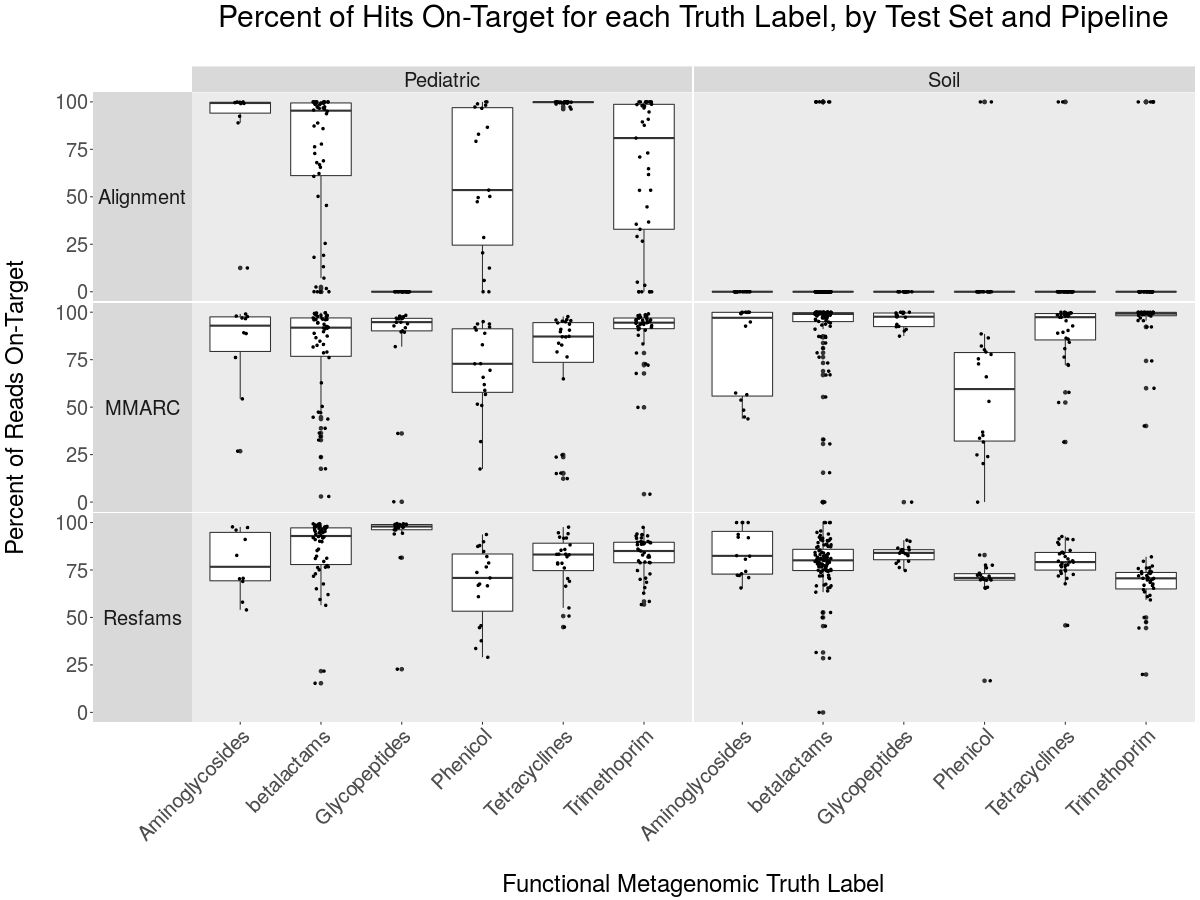 Percent of Hits On-Target for each Truth Label, by Test Set and Pipeline
Pediatric
Soil
Percent of Reads On-Target
Alignment
100
75
50
25
0
MMARC
100
75
50
25
0
Resfams
100
75
50
25
0
Aminoglycosides
betalactams
Glycopeptides
Phenicol
Tetracyclines
Trimethoprim
Aminoglycosides
betalactams
Glycopeptides
Phenicol
Tetracyclines
Trimethoprim
Functional Metagenomic Truth Label